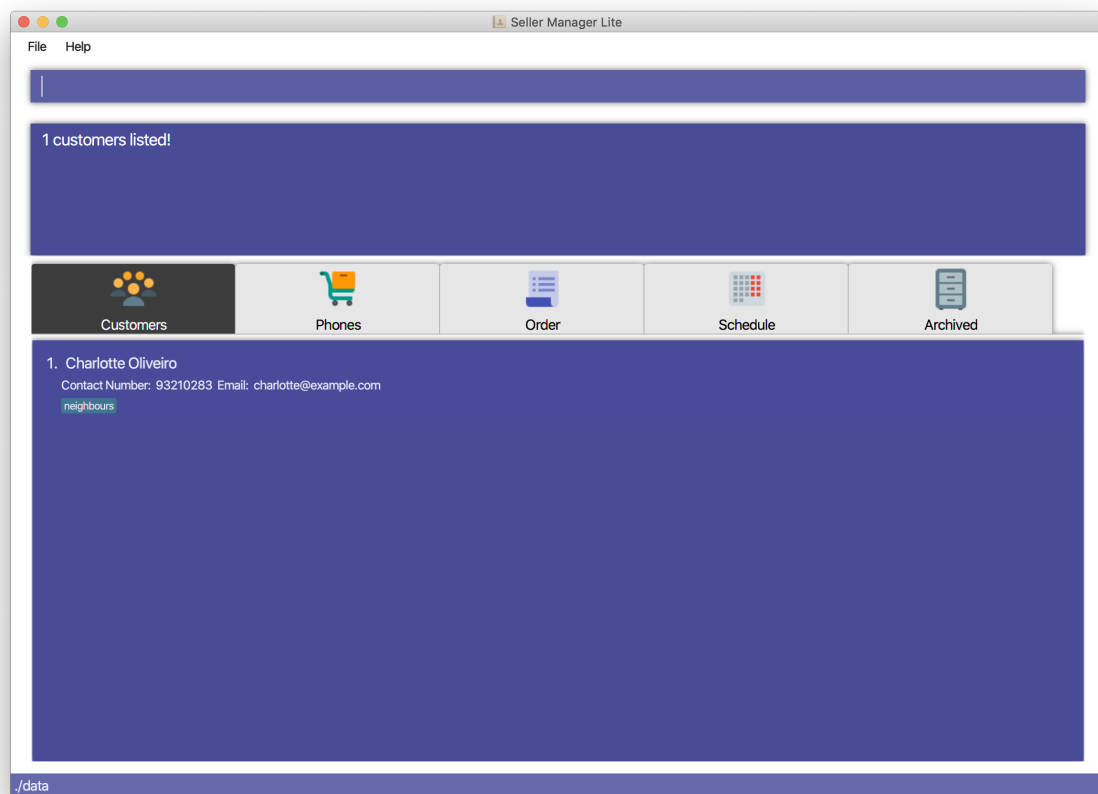 Seller Manager Lite
File Help
1 customers listed!
Customers Phones Order Schedule Archived
1. Charlotte Oliveiro
Contact Number: 93210283 Email: charlotte@example.com
neighbours
./data